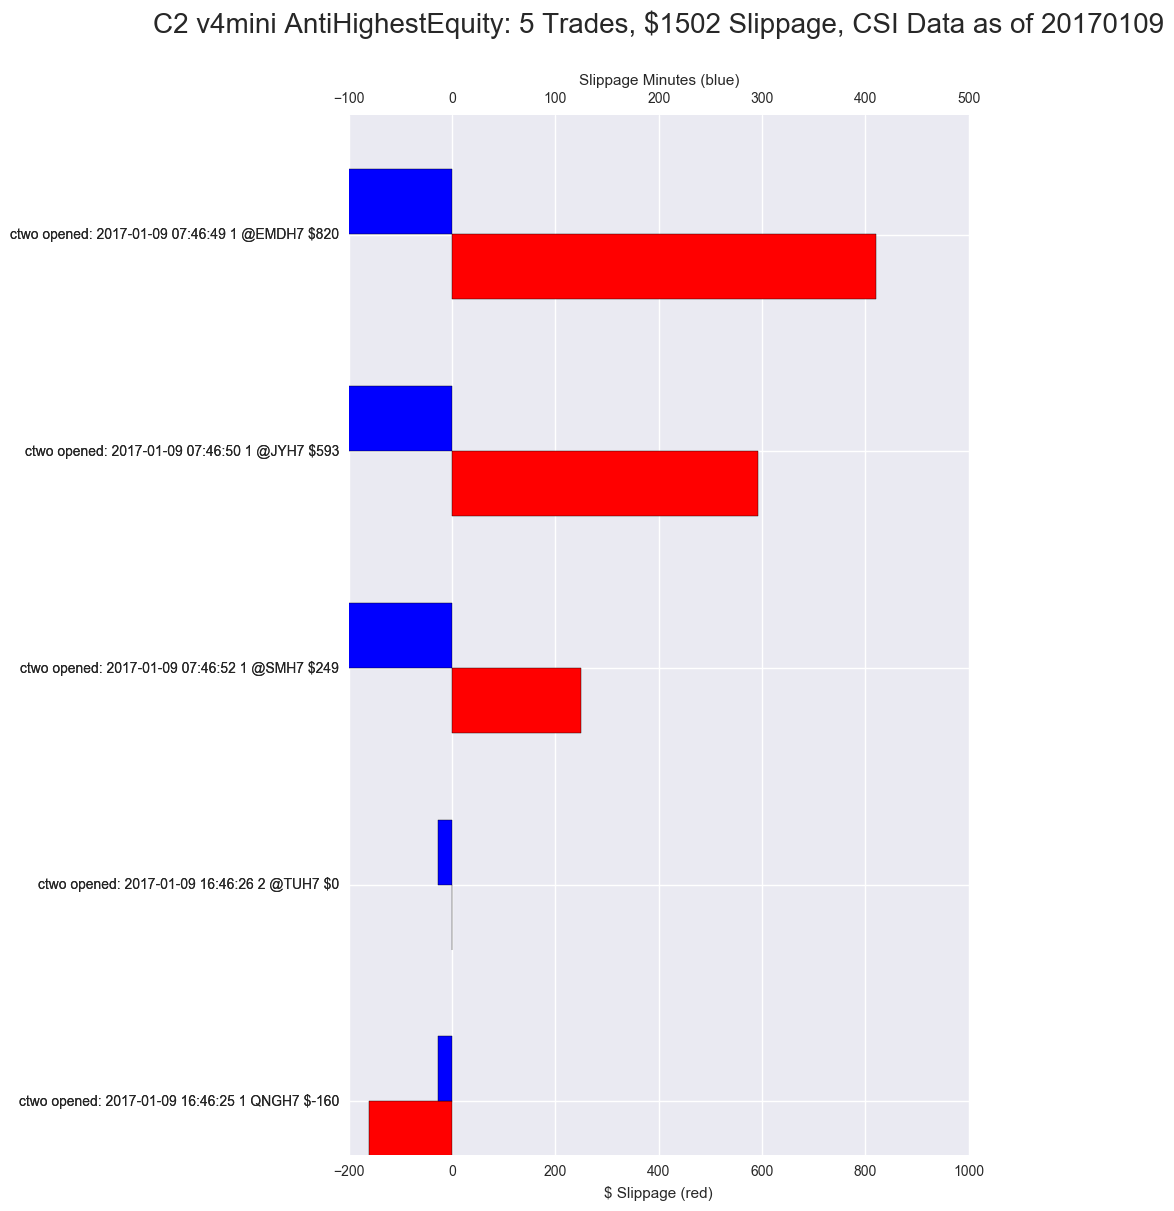 C2 v4mini AntiHighestEquity: 5 Trades, $1502 Slippage, CSI Data as of 20170109
Slippage Minutes (blue)
−100 0 100 200 300 400 500
ctwo opened: 2017-01-09 07:46:49 1 @EMDH7 $820
ctwo opened: 2017-01-09 07:46:50 1 @JYH7 $593
ctwo opened: 2017-01-09 07:46:52 1 @SMH7 $249
ctwo opened: 2017-01-09 16:46:26 2 @TUH7 $0
ctwo opened: 2017-01-09 16:46:25 1 QNGH7 $-160
−200 0 200 400 600 800 1000
$ Slippage (red)